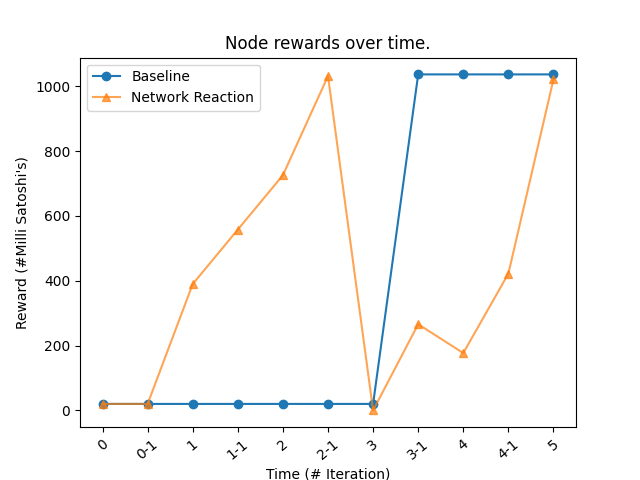 Node rewards over time.
Baseline
Network Reaction
Reward (#Milli Satoshi's)
1000
800
600
400
200
0
0 0-1 1 1-1 2 2-1 3 3-1 4 4-1 5
Time (# Iteration)